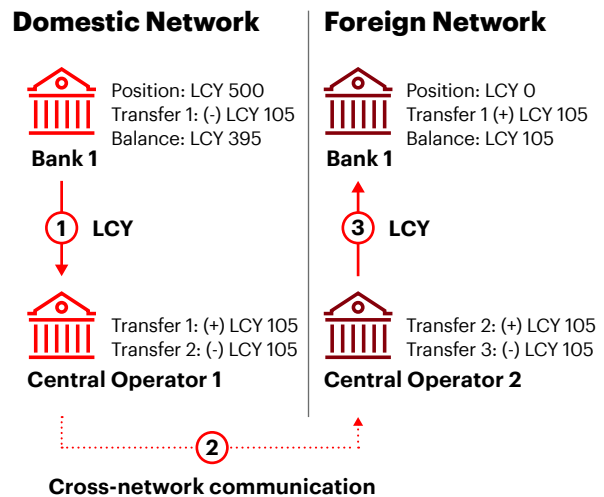 Domestic Network
Position: LCY 500
Transfer 1: (-) LCY 105
Balance: LCY 395
Bank 1
1 LCY
Transfer 1: (+) LCY 105
Transfer 2: (-) LCY 105
Central Operator 1
Foreign Network
Position: LCY 0
Transfer 1 (+) LCY 105
Balance: LCY 105
Bank 1
3 LCY
Transfer 2: (+) LCY 105
Transfer 3: (-) LCY 105
Central Operator 2
2
Cross-network communication